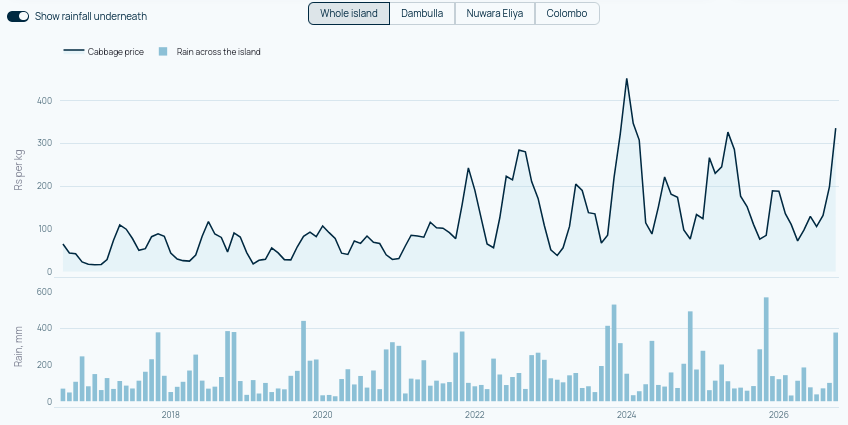 Show rainfall underneath
Whole island Dambulla Nuwara Eliya Colombo
Cabbage price Rain across the island
400
300
200
100
0
Rs per kg
600
400
200
0
Rain, mm
2018 2020 2022 2024 2026